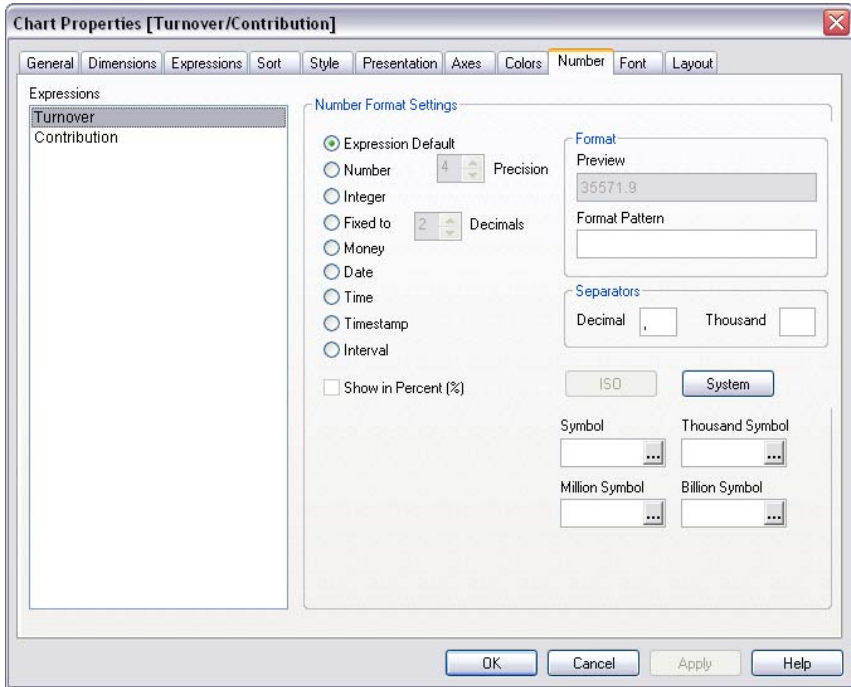 Chart Properties [Turnover/Contribution]
General Dimensions Expressions Sort Style Presentation Axes Colors Number Font Layout
Expressions
Turnover
Contribution
Number Format Settings
Expression Default
Number 4 Precision
Integer
Fixed to 2 Decimals
Money
Date
Time
Timestamp
Interval
Show in Percent (%)
Format
Preview
35571.9
Format Pattern
Separators
Decimal , Thousand
ISO System
Symbol Thousand Symbol
... ...
Million Symbol Billion Symbol
... ...
OK Cancel Apply Help